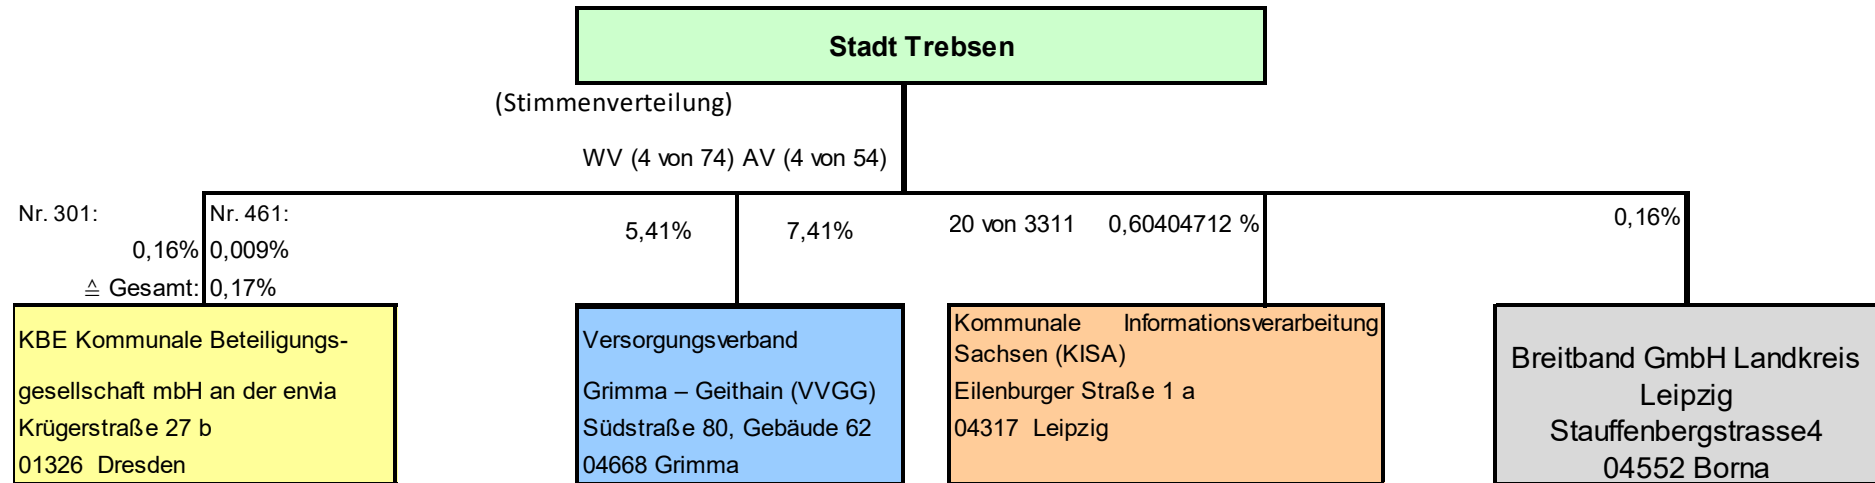 Stadt Trebsen
(Stimmenverteilung)
WV (4 von 74) AV (4 von 54)
Nr. 301:
0,16%
≙ Gesamt:
Nr. 461:
0,009%
0,17%
5,41%
7,41%
20 von 3311
0,60404712 %
0,16%
KBE Kommunale Beteiligungs-
gesellschaft mbH an der envia
Krügerstraße 27 b
01326 Dresden
Versorgungsverband
Grimma – Geithain (VVGG)
Südstraße 80, Gebäude 62
04668 Grimma
Kommunale Informationsverarbeitung
Sachsen (KISA)
Eilenburger Straße 1 a
04317 Leipzig
Breitband GmbH Landkreis
Leipzig
Stauffenbergstrasse4
04552 Borna